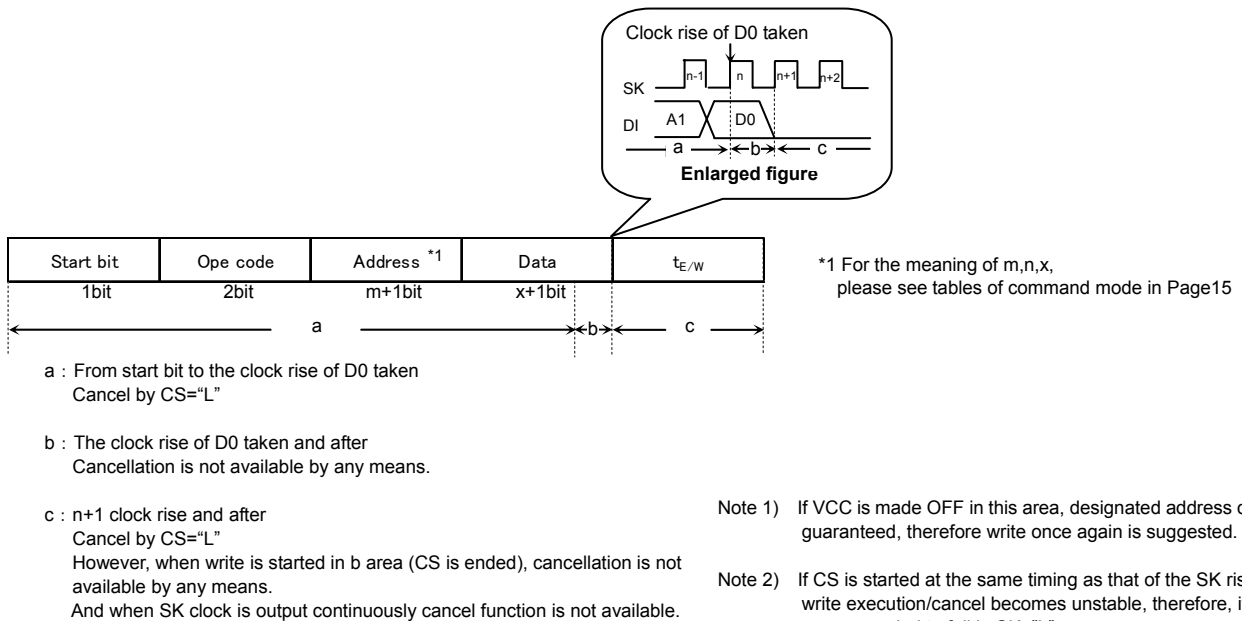 Clock rise of D0 taken
SK n-1 n n+1 n+2
DI A1 D0
a b c
Enlarged figure
Start bit Ope code Address *1 Data tE/W
1bit 2bit m+1bit x+1bit
a b c
*1 For the meaning of m,n,x,
please see tables of command mode in Page15
a : From start bit to the clock rise of D0 taken
Cancel by CS="L"
b : The clock rise of D0 taken and after
Cancellation is not available by any means.
c : n+1 clock rise and after
Cancel by CS="L"
However, when write is started in b area (CS is ended), cancellation is not
available by any means.
And when SK clock is output continuously cancel function is not available.
Note 1) If VCC is made OFF in this area, designated address
guaranteed, therefore write once again is suggested.
Note 2) If CS is started at the same timing as that of the SK
write execution/cancel becomes unstable, therefore,